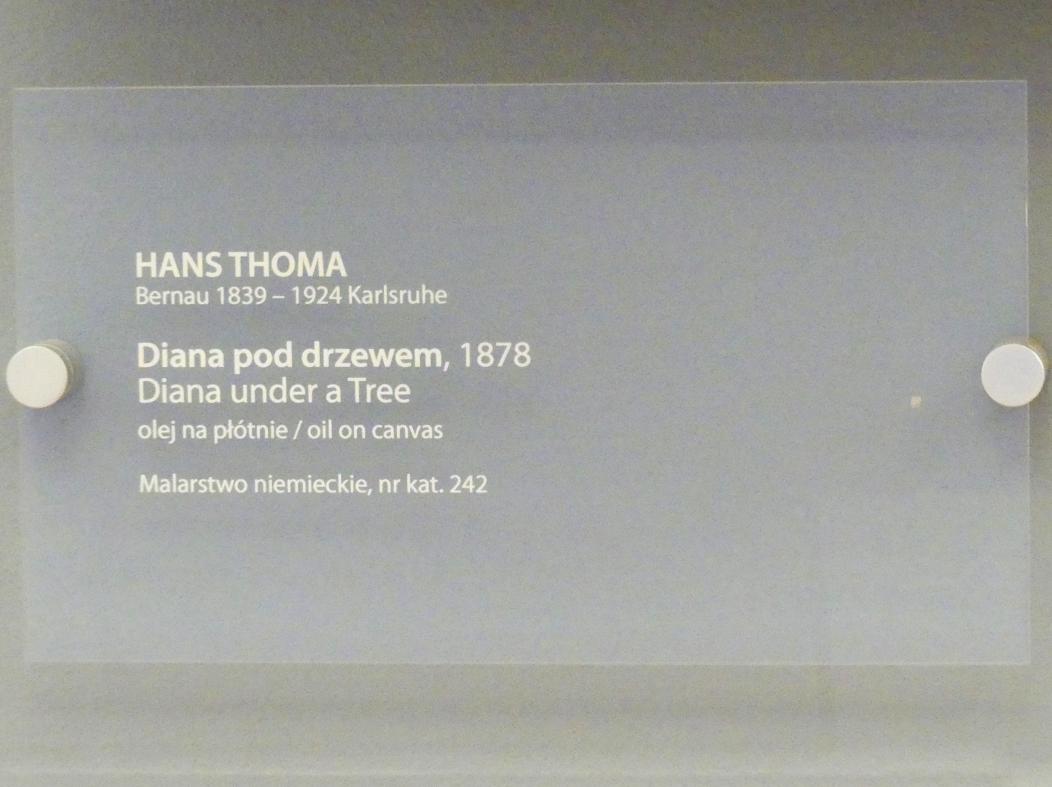 HANS THOMA
Bernau 1839 – 1924 Karlsruhe
Diana pod drzewem, 1878
Diana under a Tree
olej na płótnie / oil on canvas
Malarstwo niemieckie, nr kat. 242